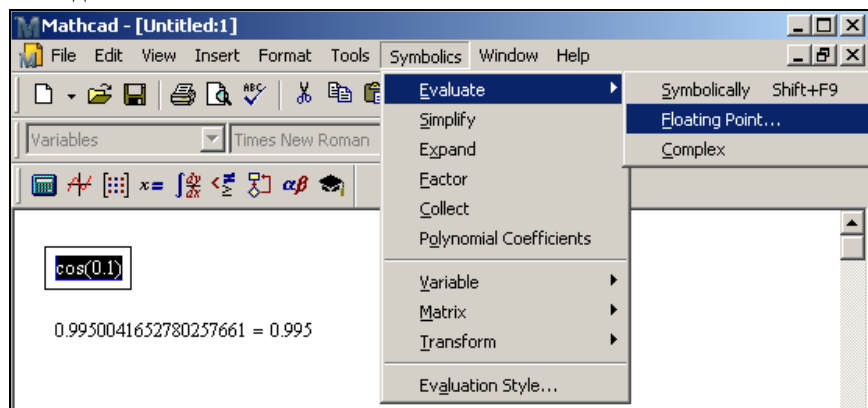 Mathcad - [Untitled:1]
File Edit View Insert Format Tools Symbolics Window Help
Evaluate
Symbolically Shift+F9
Simplify
Floating Point...
Variables
Times New Roman
Expand
Complex
Factor
Collect
Polynomial Coefficients
cos(0.1)
Variable
Matrix
0.9950041652780257661 = 0.995
Transform
Evaluation Style...